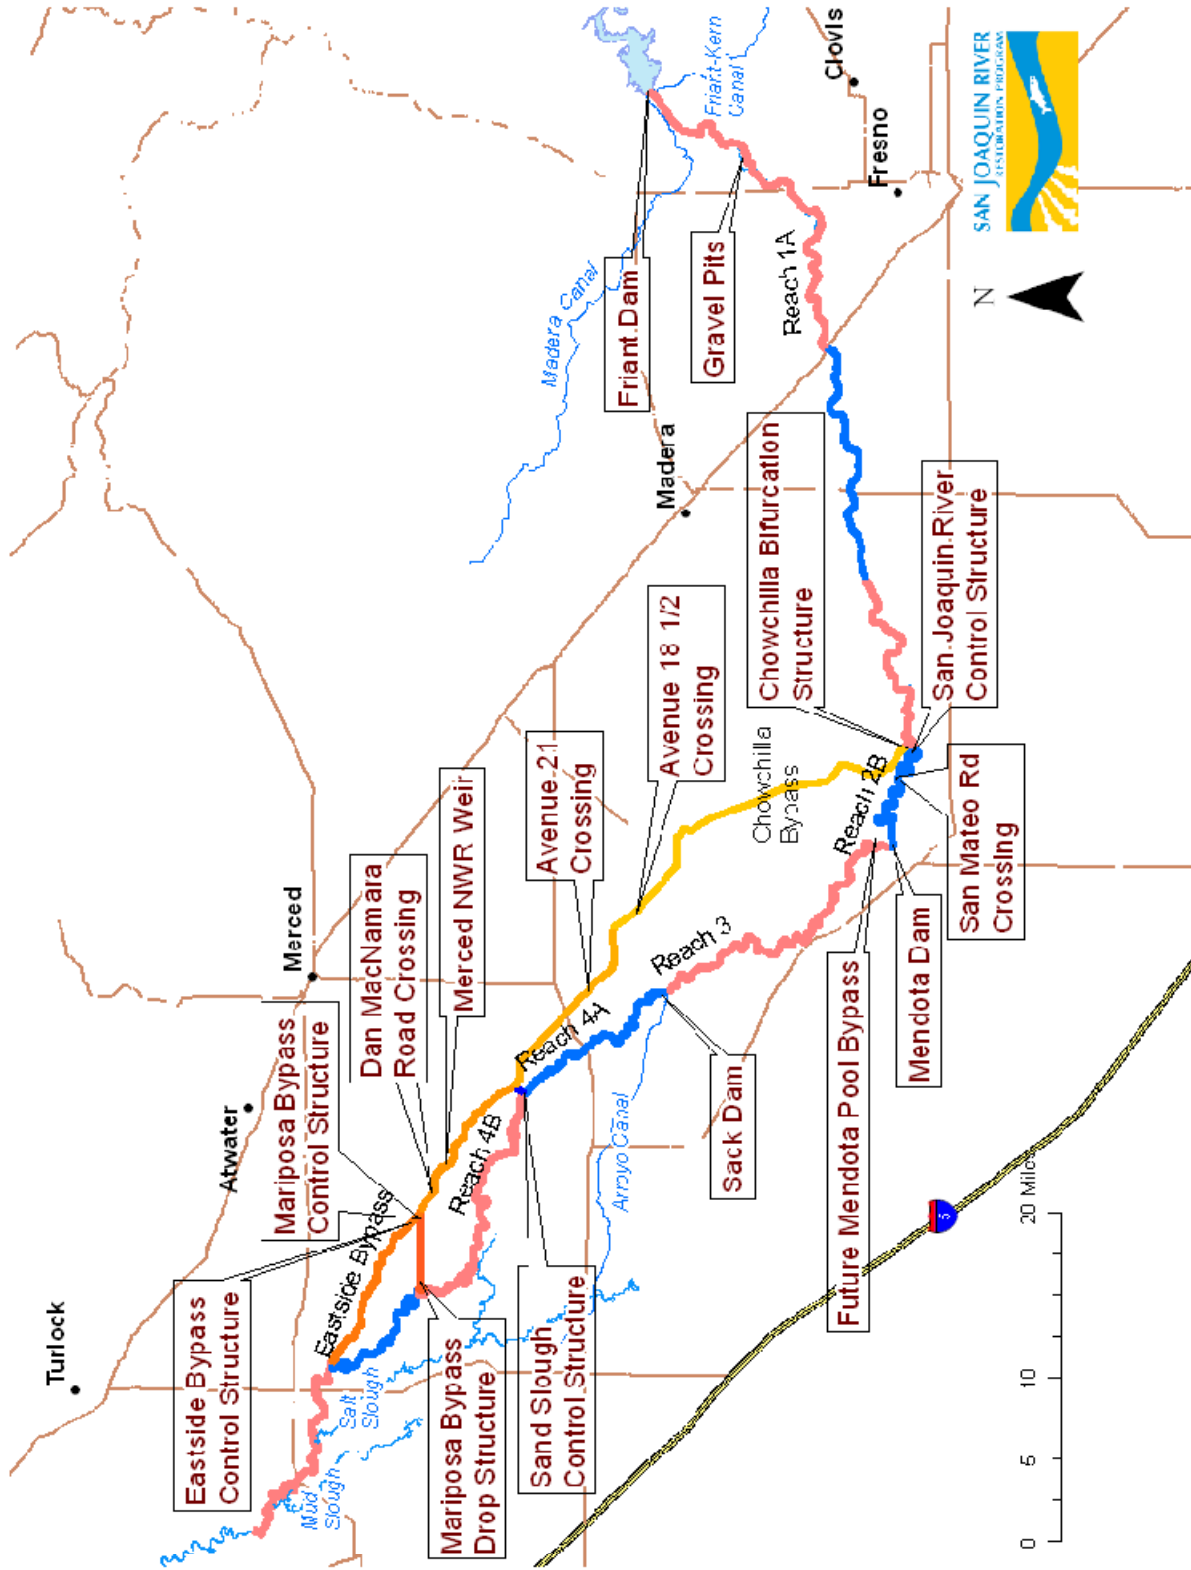 Turlock
Atwater
Merced
Eastside Bypass
Control Structure
Mariposa Bypass
Control Structure
Dan MacNamara
Road Crossing
Merced NWR Weir
Eastside Bypass
Salt
Slough
Mud
Slough
Mariposa Bypass
Drop Structure
Reach 4B
Sand Slough
Control Structure
Reach 4A
Avenue 21
Crossing
Avenue 18 1/2
Crossing
Arroyo Canal
Sack Dam
Reach 3
Chowchilla
Bypass
Madera
Madera Canal
Friant Dam
Friant-Kern
Canal
Gravel Pits
Clovis
Fresno
Reach 1A
Chowchilla Bifurcation
Structure
Reach 2B
San Joaquin River
Control Structure
San Mateo Rd
Crossing
Mendota Dam
Future Mendota Pool Bypass
5
0 5 10 20 Miles
N
SAN JOAQUIN RIVER
RESTORATION PROGRAM